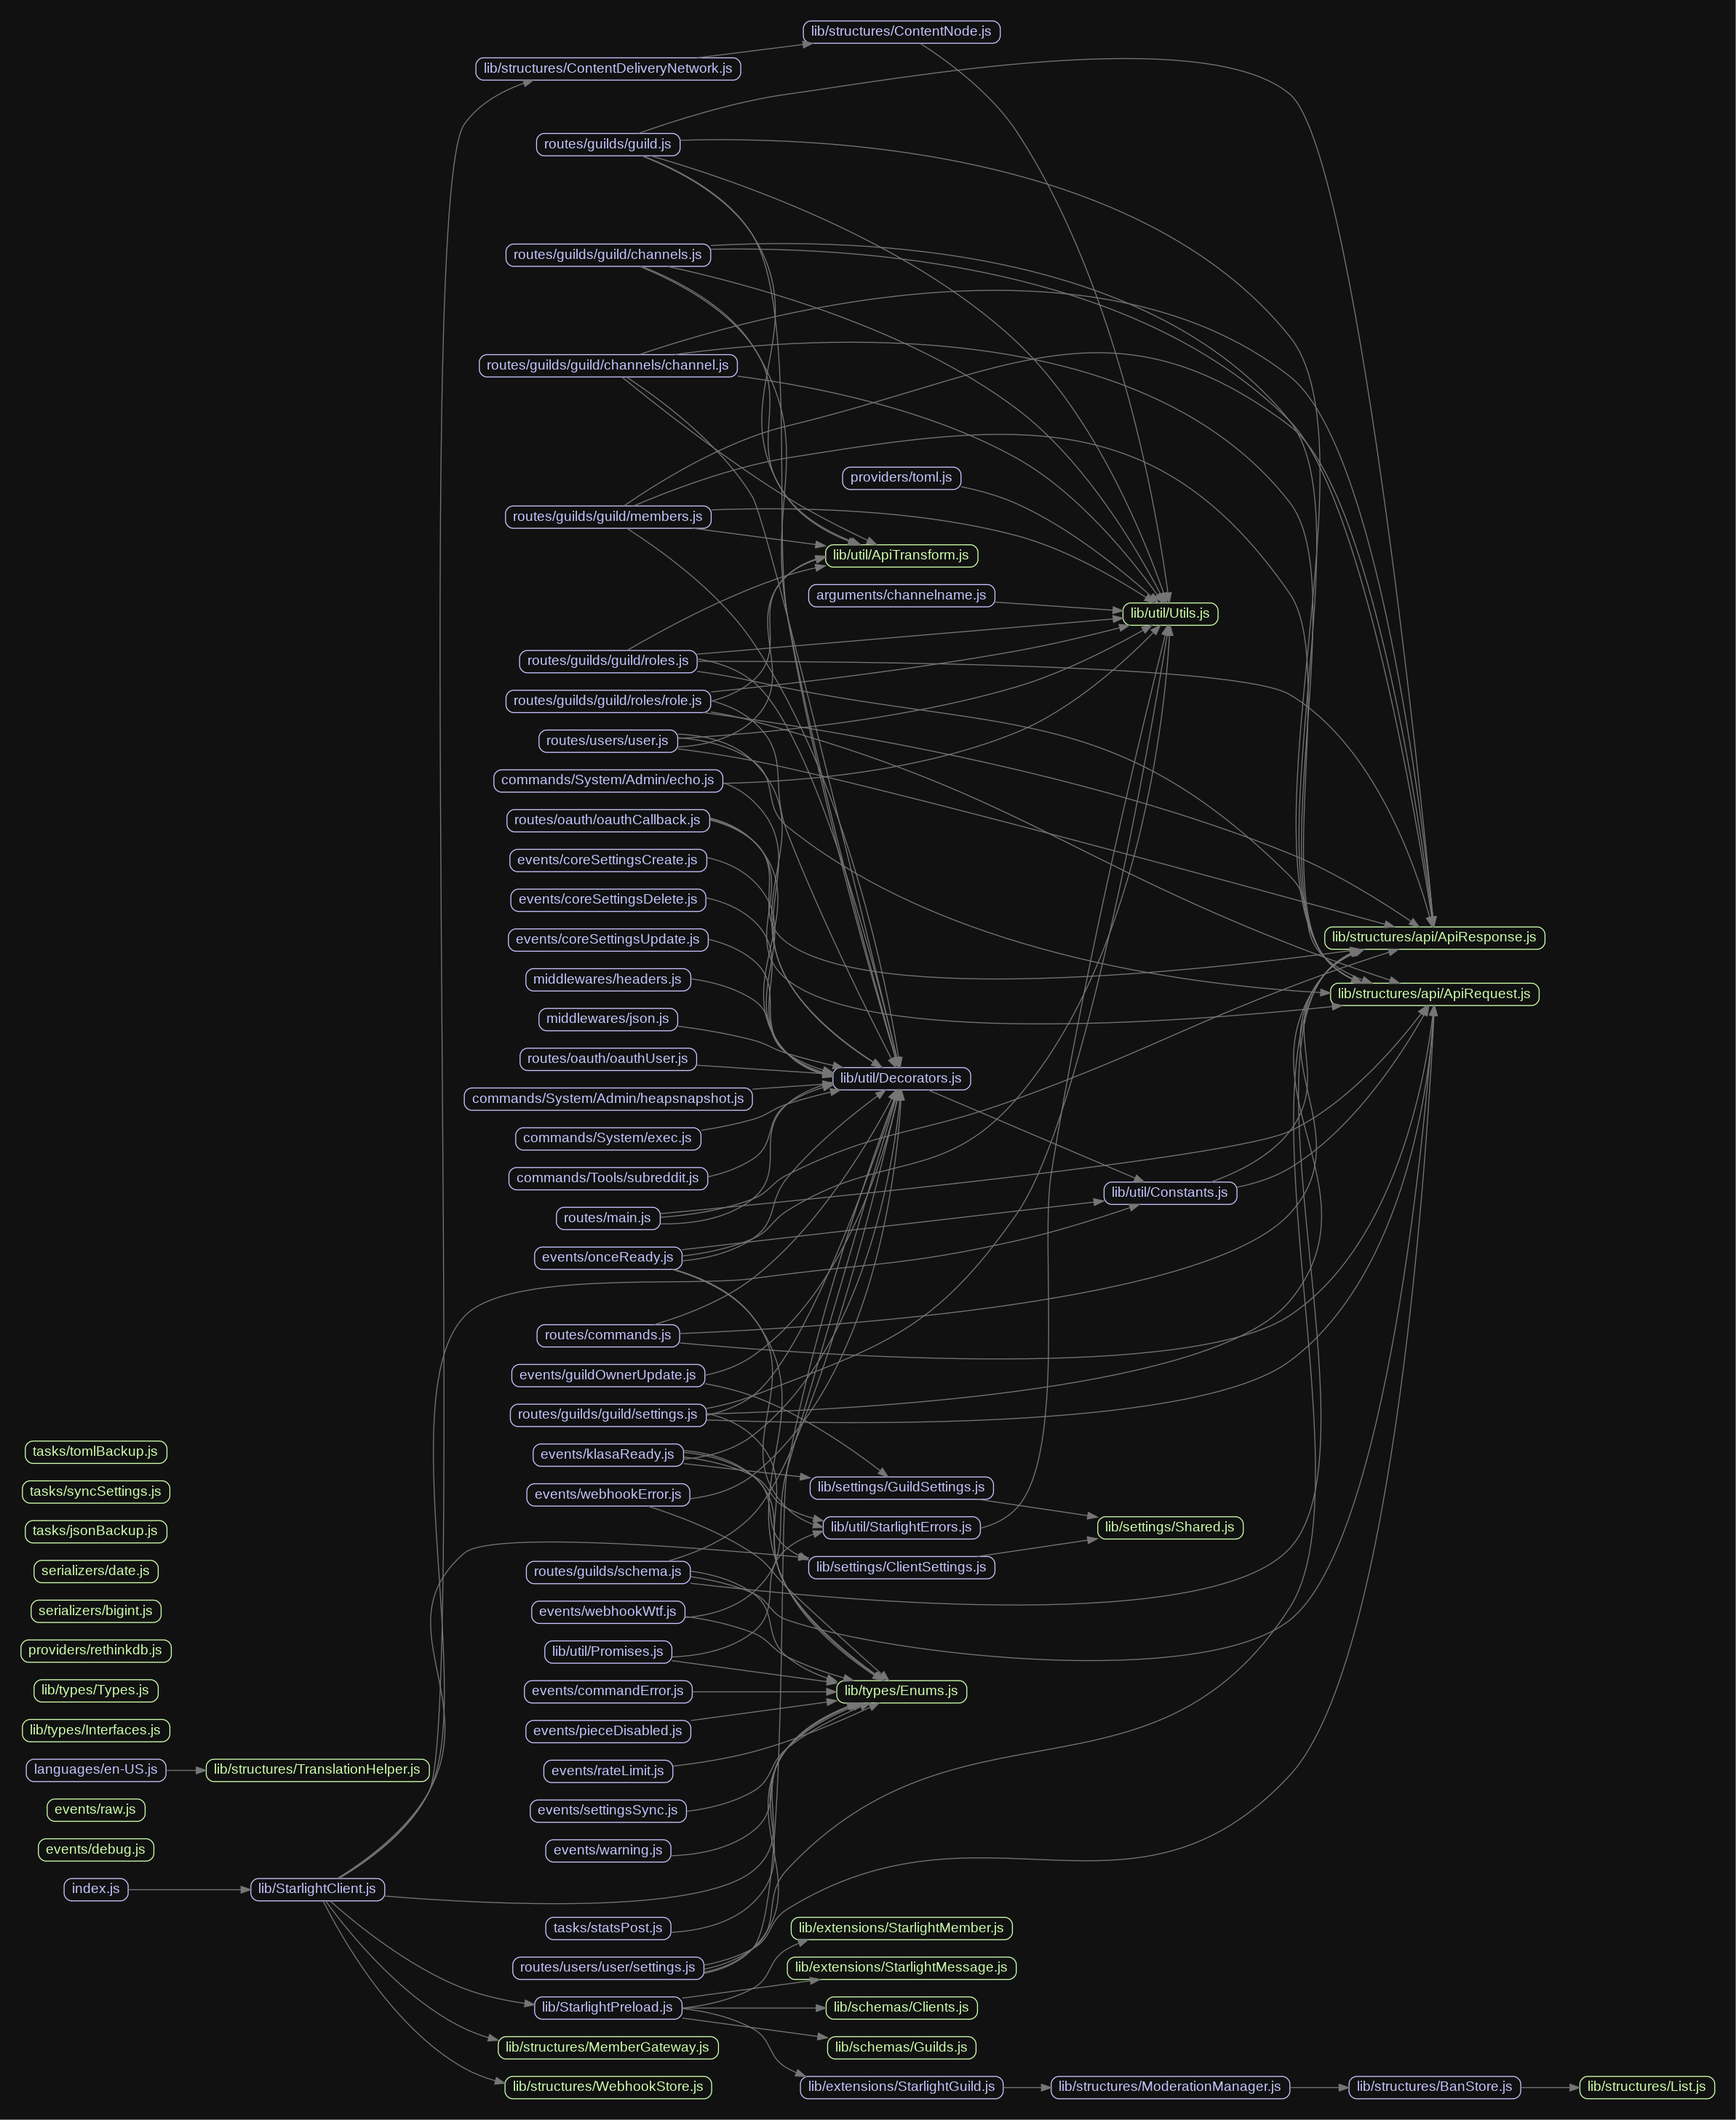 lib/structures/ContentNode.js
lib/structures/ContentDeliveryNetwork.js
routes/guilds/guild.js
routes/guilds/guild/channels.js
routes/guilds/guild/channels/channel.js
providers/toml.js
routes/guilds/guild/members.js
lib/util/ApiTransform.js
arguments/channelname.js
lib/util/Utils.js
routes/guilds/guild/roles.js
routes/guilds/guild/roles/role.js
routes/users/user.js
commands/System/Admin/echo.js
routes/oauth/oauthCallback.js
events/coreSettingsCreate.js
events/coreSettingsDelete.js
events/coreSettingsUpdate.js
lib/structures/api/ApiResponse.js
middlewares/headers.js
lib/structures/api/ApiRequest.js
middlewares/json.js
routes/oauth/oauthUser.js
lib/util/Decorators.js
commands/System/Admin/heapsnapshot.js
commands/System/exec.js
commands/Tools/subreddit.js
lib/util/Constants.js
routes/main.js
events/onceReady.js
routes/commands.js
events/guildOwnerUpdate.js
routes/guilds/guild/settings.js
tasks/tomlBackup.js
events/klasaReady.js
lib/settings/GuildSettings.js
tasks/syncSettings.js
events/webhookError.js
lib/util/StarlightErrors.js
lib/settings/Shared.js
tasks/jsonBackup.js
lib/settings/ClientSettings.js
serializers/date.js
routes/guilds/schema.js
serializers/bigint.js
events/webhookWtf.js
providers/rethinkdb.js
lib/util/Promises.js
lib/types/Types.js
events/commandError.js
lib/types/Enums.js
lib/types/Interfaces.js
events/pieceDisabled.js
languages/en-US.js
lib/structures/TranslationHelper.js
events/rateLimit.js
events/raw.js
events/settingsSync.js
events/debug.js
events/warning.js
index.js
lib/StarlightClient.js
tasks/statsPost.js
lib/extensions/StarlightMember.js
routes/users/user/settings.js
lib/extensions/StarlightMessage.js
lib/StarlightPreload.js
lib/schemas/Clients.js
lib/structures/MemberGateway.js
lib/schemas/Guilds.js
lib/structures/WebhookStore.js
lib/extensions/StarlightGuild.js
lib/structures/ModerationManager.js
lib/structures/BanStore.js
lib/structures/List.js